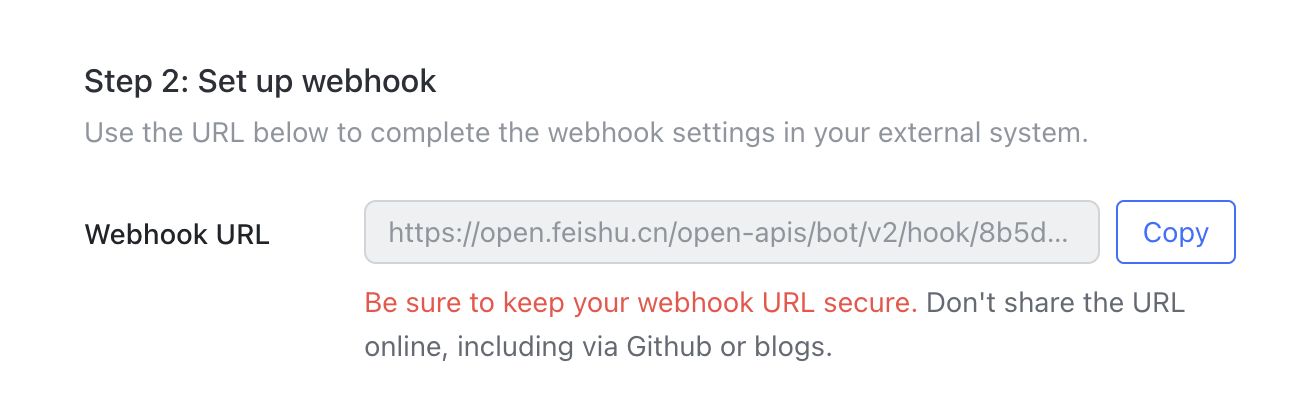 Step 2: Set up webhook
Use the URL below to complete the webhook settings in your external system.
Webhook URL
https://open.feishu.cn/open-apis/bot/v2/hook/8b5d...
Copy
Be sure to keep your webhook URL secure. Don't share the URL
online, including via Github or blogs.